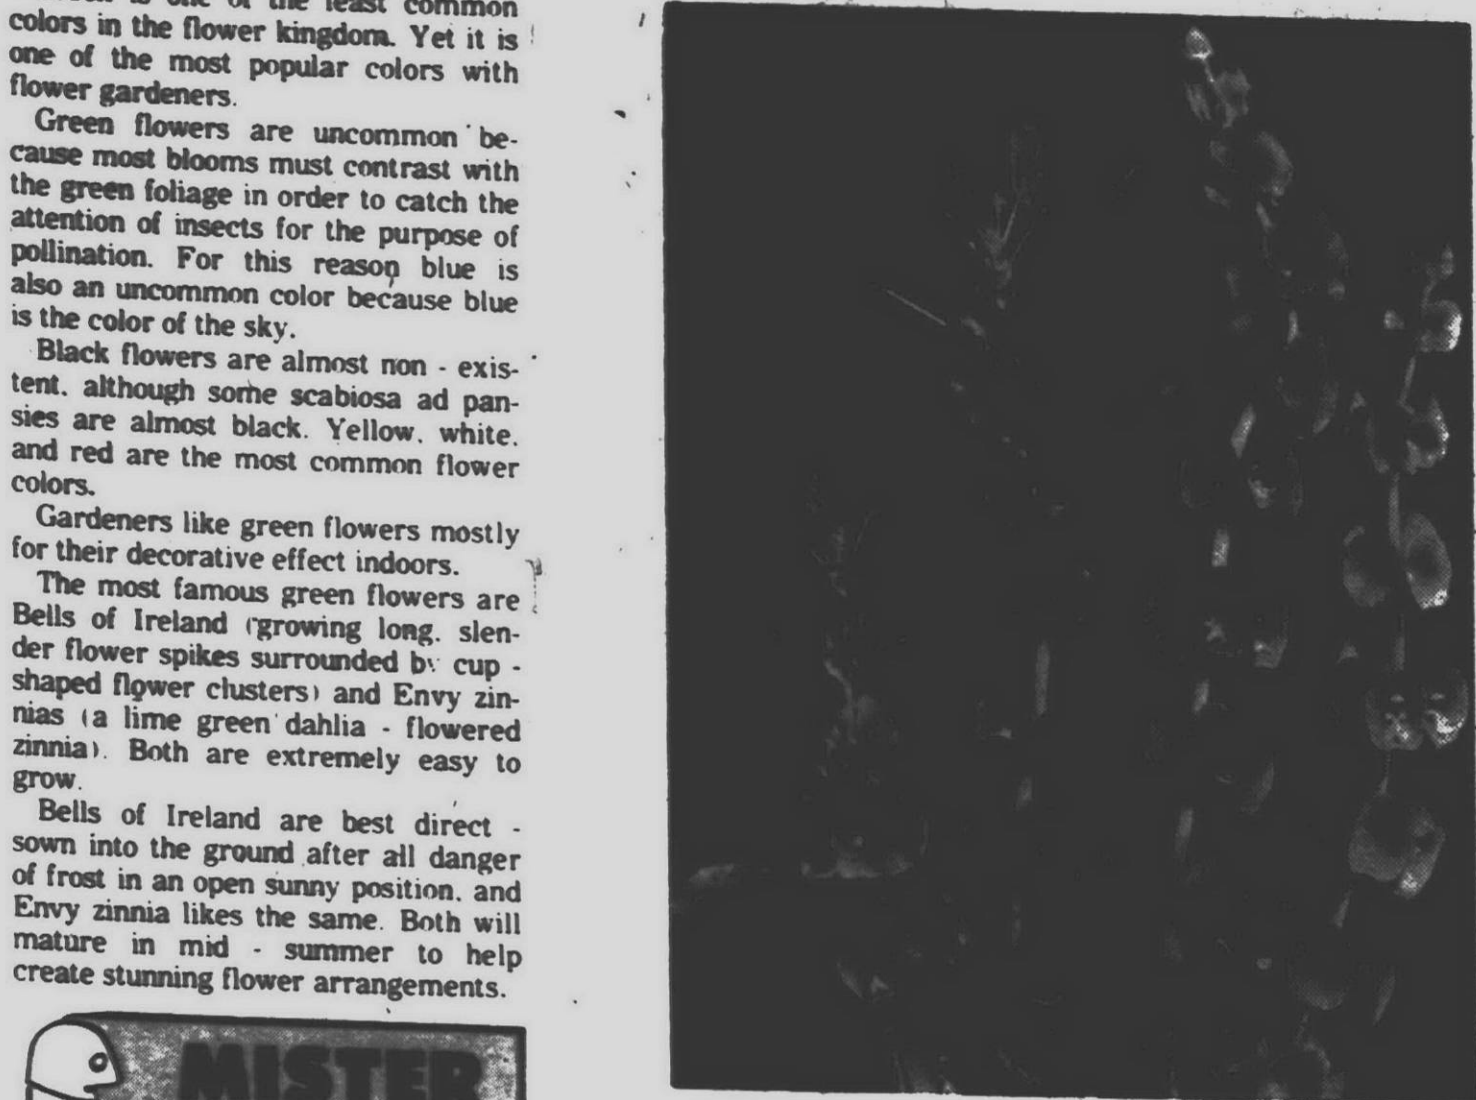 is one of the least common
colors in the flower kingdom. Yet it is
one of the most popular colors with
flower gardeners.
Green flowers are uncommon be-
cause most blooms must contrast with
the green foliage in order to catch the
attention of insects for the purpose of
pollination. For this reason blue is
also an uncommon color because blue
is the color of the sky.
Black flowers are almost non - exis-
tent, although some scabiosa ad pan-
sies are almost black. Yellow, white,
and red are the most common flower
colors.
Gardeners like green flowers mostly
for their decorative effect indoors.
The most famous green flowers are
Bells of Ireland (growing long, slen-
der flower spikes surrounded by cup -
shaped flower clusters) and Envy zin-
nias (a lime green dahlia - flowered
zinnia). Both are extremely easy to
grow.
Bells of Ireland are best direct -
sown into the ground after all danger
of frost in an open sunny position, and
Envy zinnia likes the same. Both will
mature in mid - summer to help
create stunning flower arrangements.
MISTER